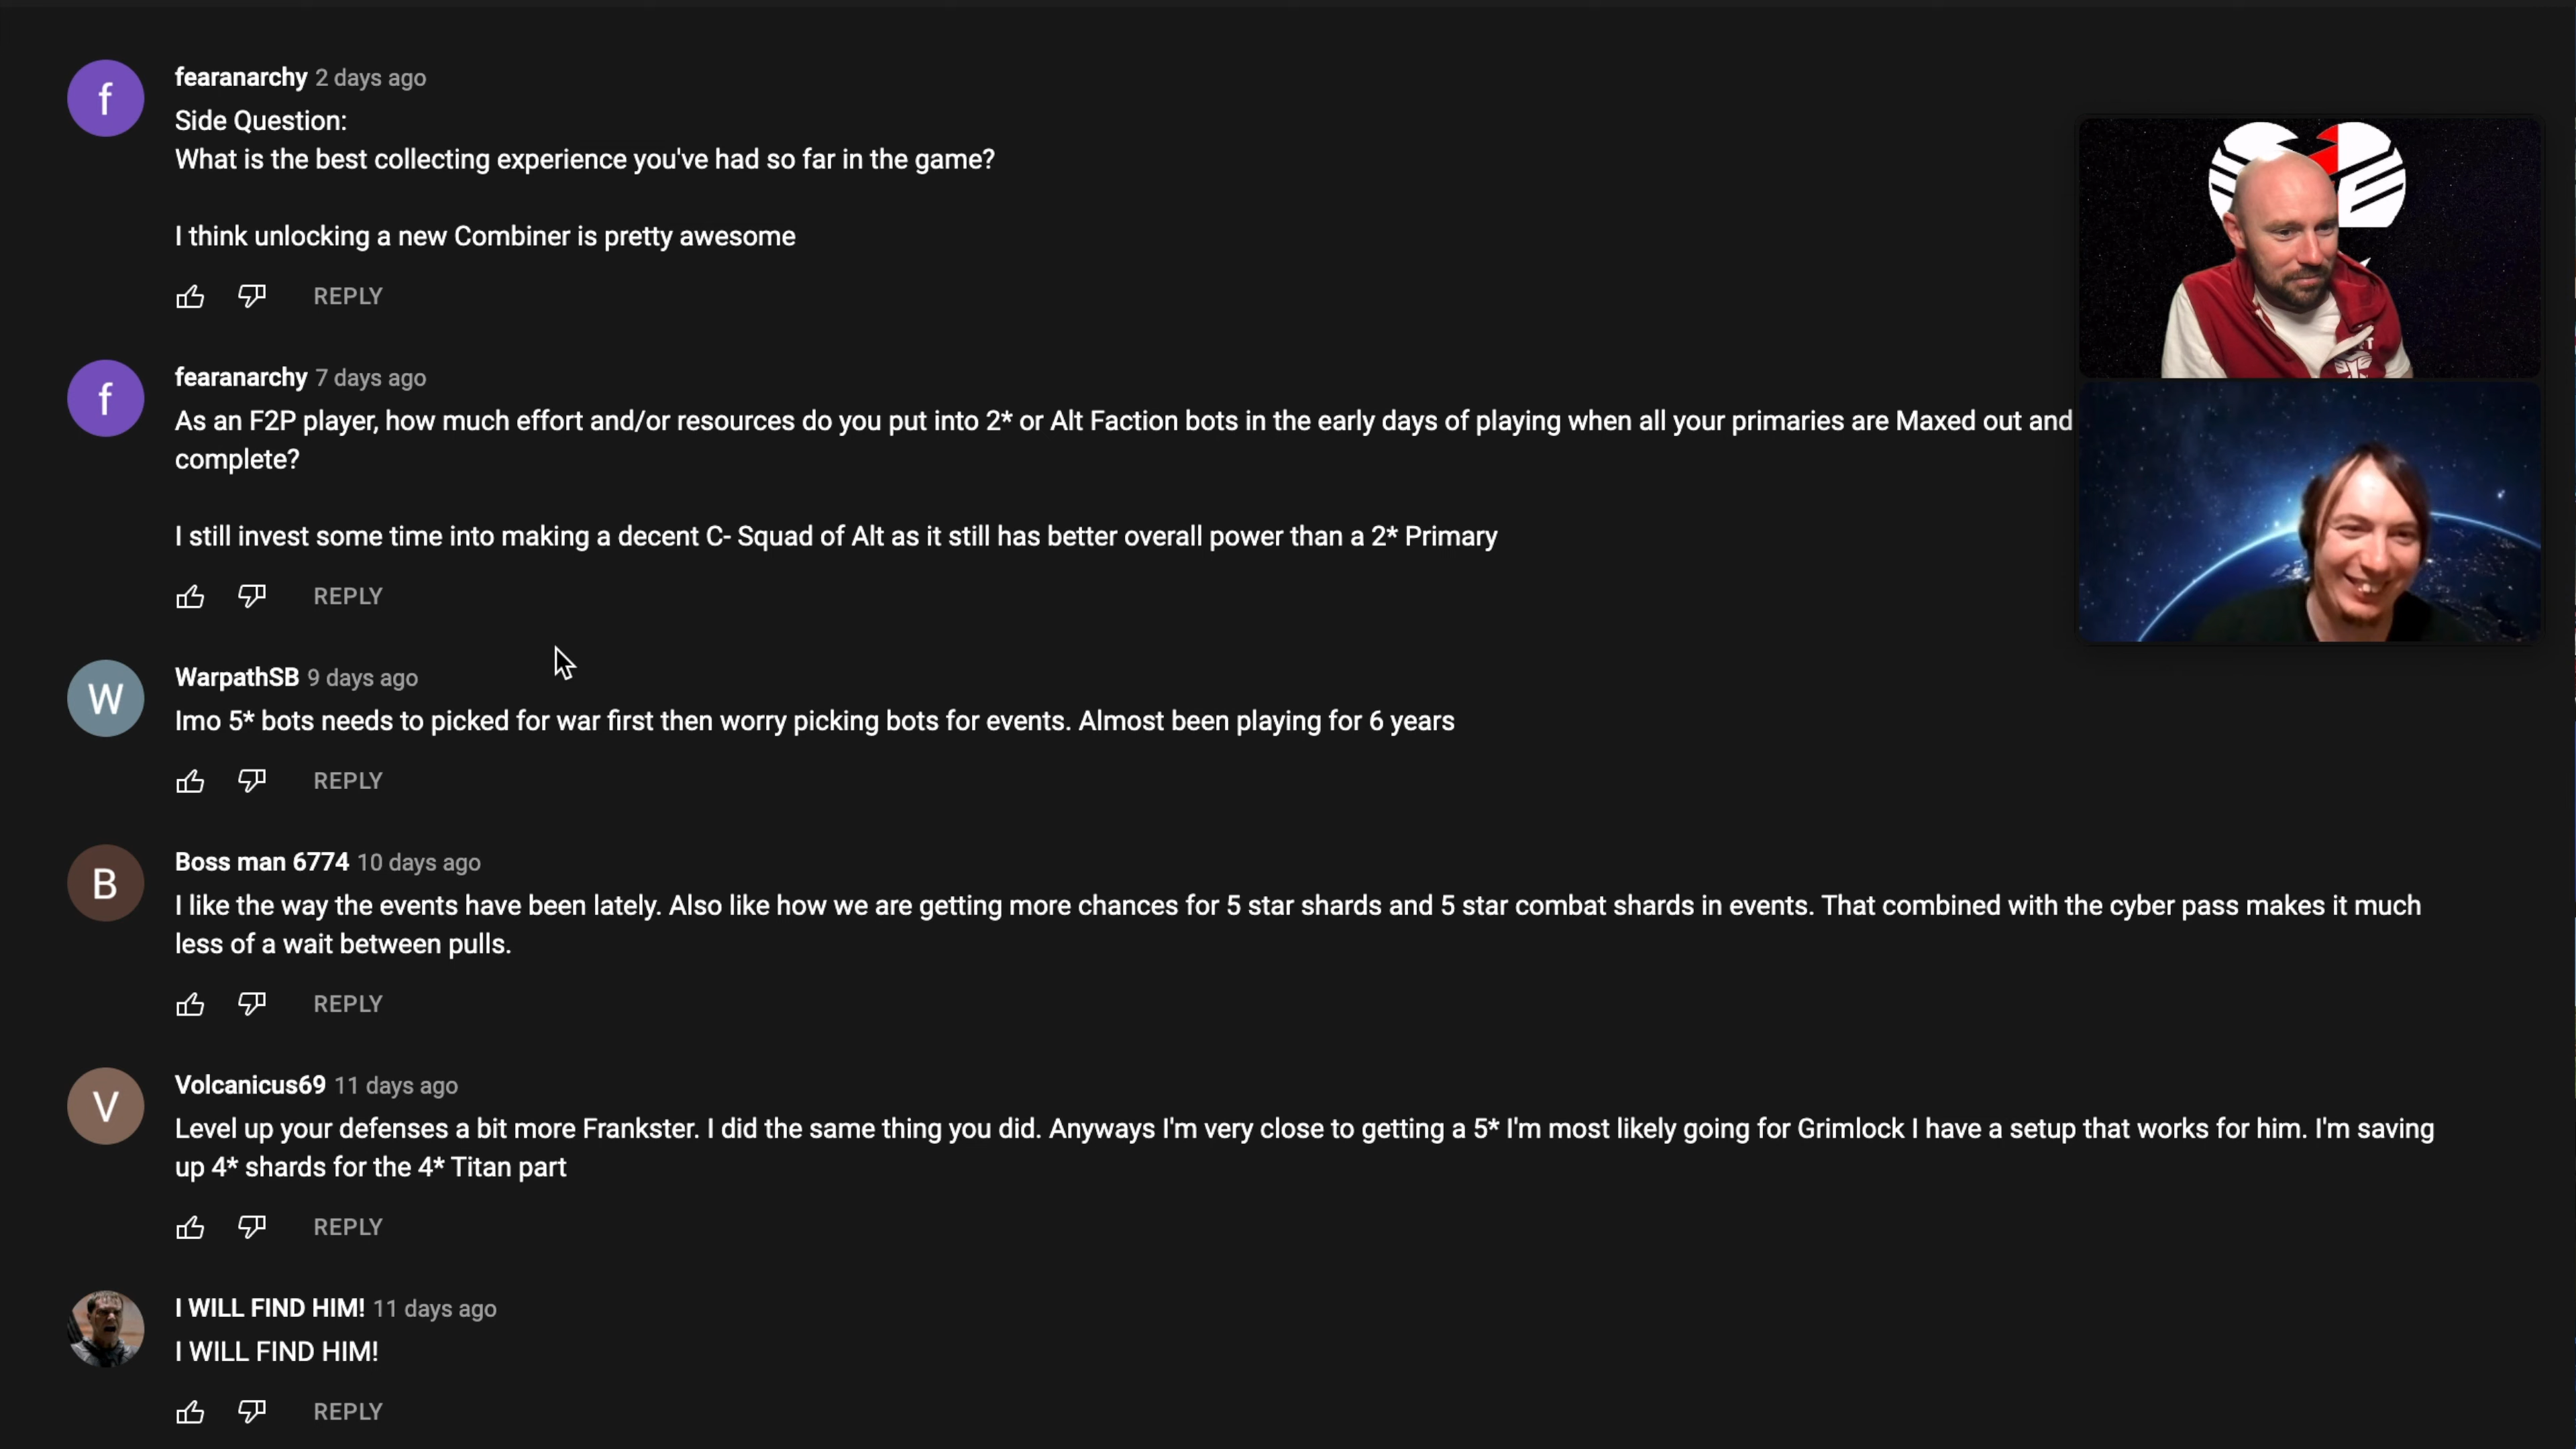 fearanarchy 2 days ago
Side Question:
What is the best collecting experience you've had so far in the game?
I think unlocking a new Combiner is pretty awesome
REPLY
fearanarchy 7 days ago
As an F2P player, how much effort and/or resources do you put into 2* or Alt Faction bots in the early days of playing when all your primaries are Maxed out and
complete?
I still invest some time into making a decent C- Squad of Alt as it still has better overall power than a 2* Primary
REPLY
WarpathSB 9 days ago
Imo 5* bots needs to picked for war first then worry picking bots for events. Almost been playing for 6 years
REPLY
Boss man 6774 10 days ago
I like the way the events have been lately. Also like how we are getting more chances for 5 star shards and 5 star combat shards in events. That combined with the cyber pass makes it much
less of a wait between pulls.
REPLY
Volcanicus69 11 days ago
Level up your defenses a bit more Frankster. I did the same thing you did. Anyways I'm very close to getting a 5* I'm most likely going for Grimlock I have a setup that works for him. I'm saving
up 4* shards for the 4* Titan part
REPLY
I WILL FIND HIM! 11 days ago
I WILL FIND HIM!
REPLY
f
f
W
B
V